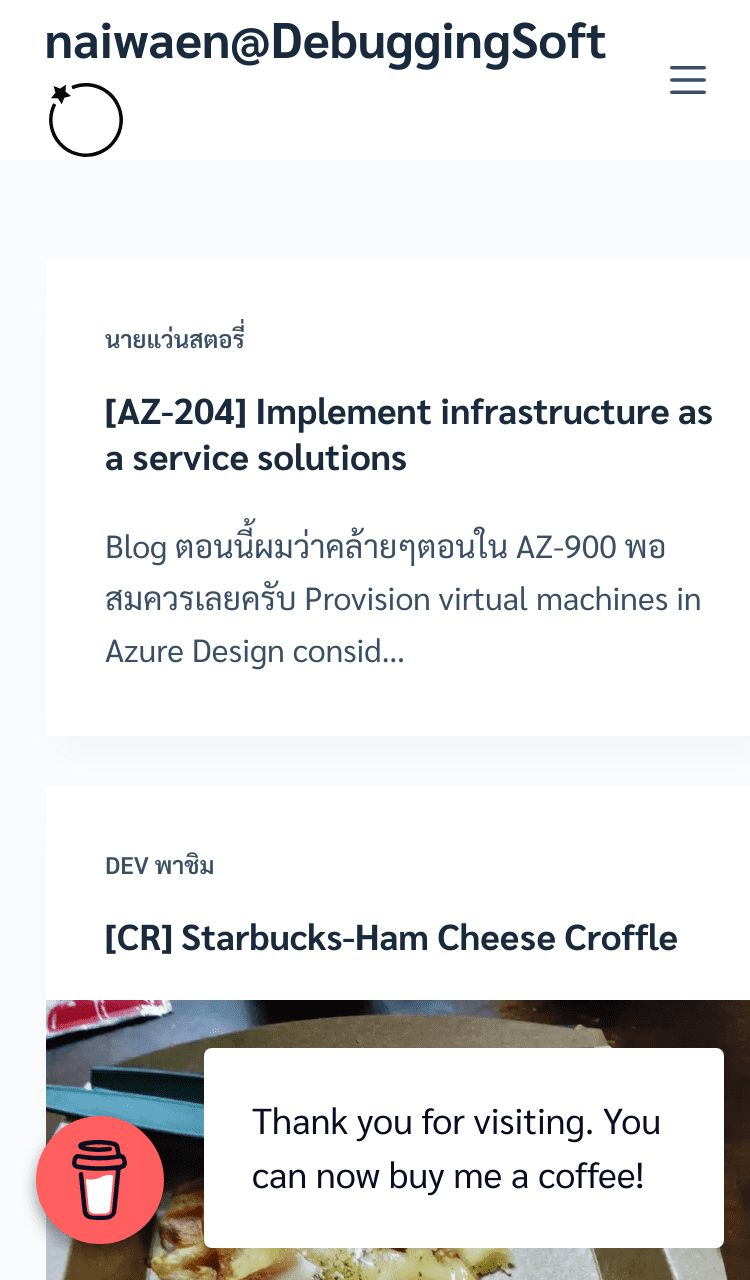 naiwaen@DebuggingSoft
นายแว่นสตอรี่
[AZ-204] Implement infrastructure as
a service solutions
Blog ตอนนี้ผมว่าคล้ายๆตอนใน AZ-900 พอ
สมควรเลยครับ Provision virtual machines in
Azure Design consid...
DEV พาชิม
[CR] Starbucks-Ham Cheese Croffle
Thank you for visiting. You
can now buy me a coffee!